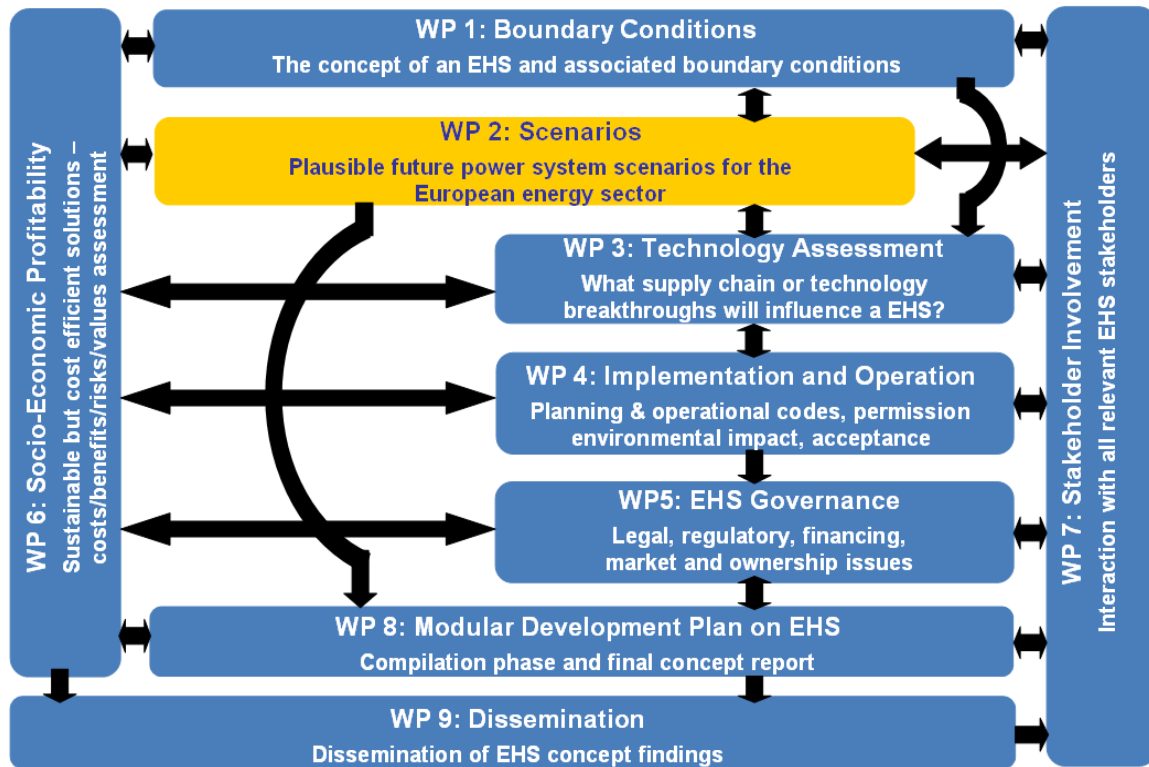 WP 1: Boundary Conditions
The concept of an EHS and associated boundary conditions
WP 2: Scenarios
Plausible future power system scenarios for the
European energy sector
WP 3: Technology Assessment
What supply chain or technology
breakthroughs will influence a EHS?
WP 4: Implementation and Operation
Planning & operational codes, permission
environmental impact, acceptance
WP5: EHS Governance
Legal, regulatory, financing,
market and ownership issues
WP 6: Socio-Economic Profitability
Sustainable but cost efficient solutions –
costs/benefits/risks/values assessment
WP 7: Stakeholder Involvement
Interaction with all relevant EHS stakeholders
WP 8: Modular Development Plan on EHS
Compilation phase and final concept report
WP 9: Dissemination
Dissemination of EHS concept findings